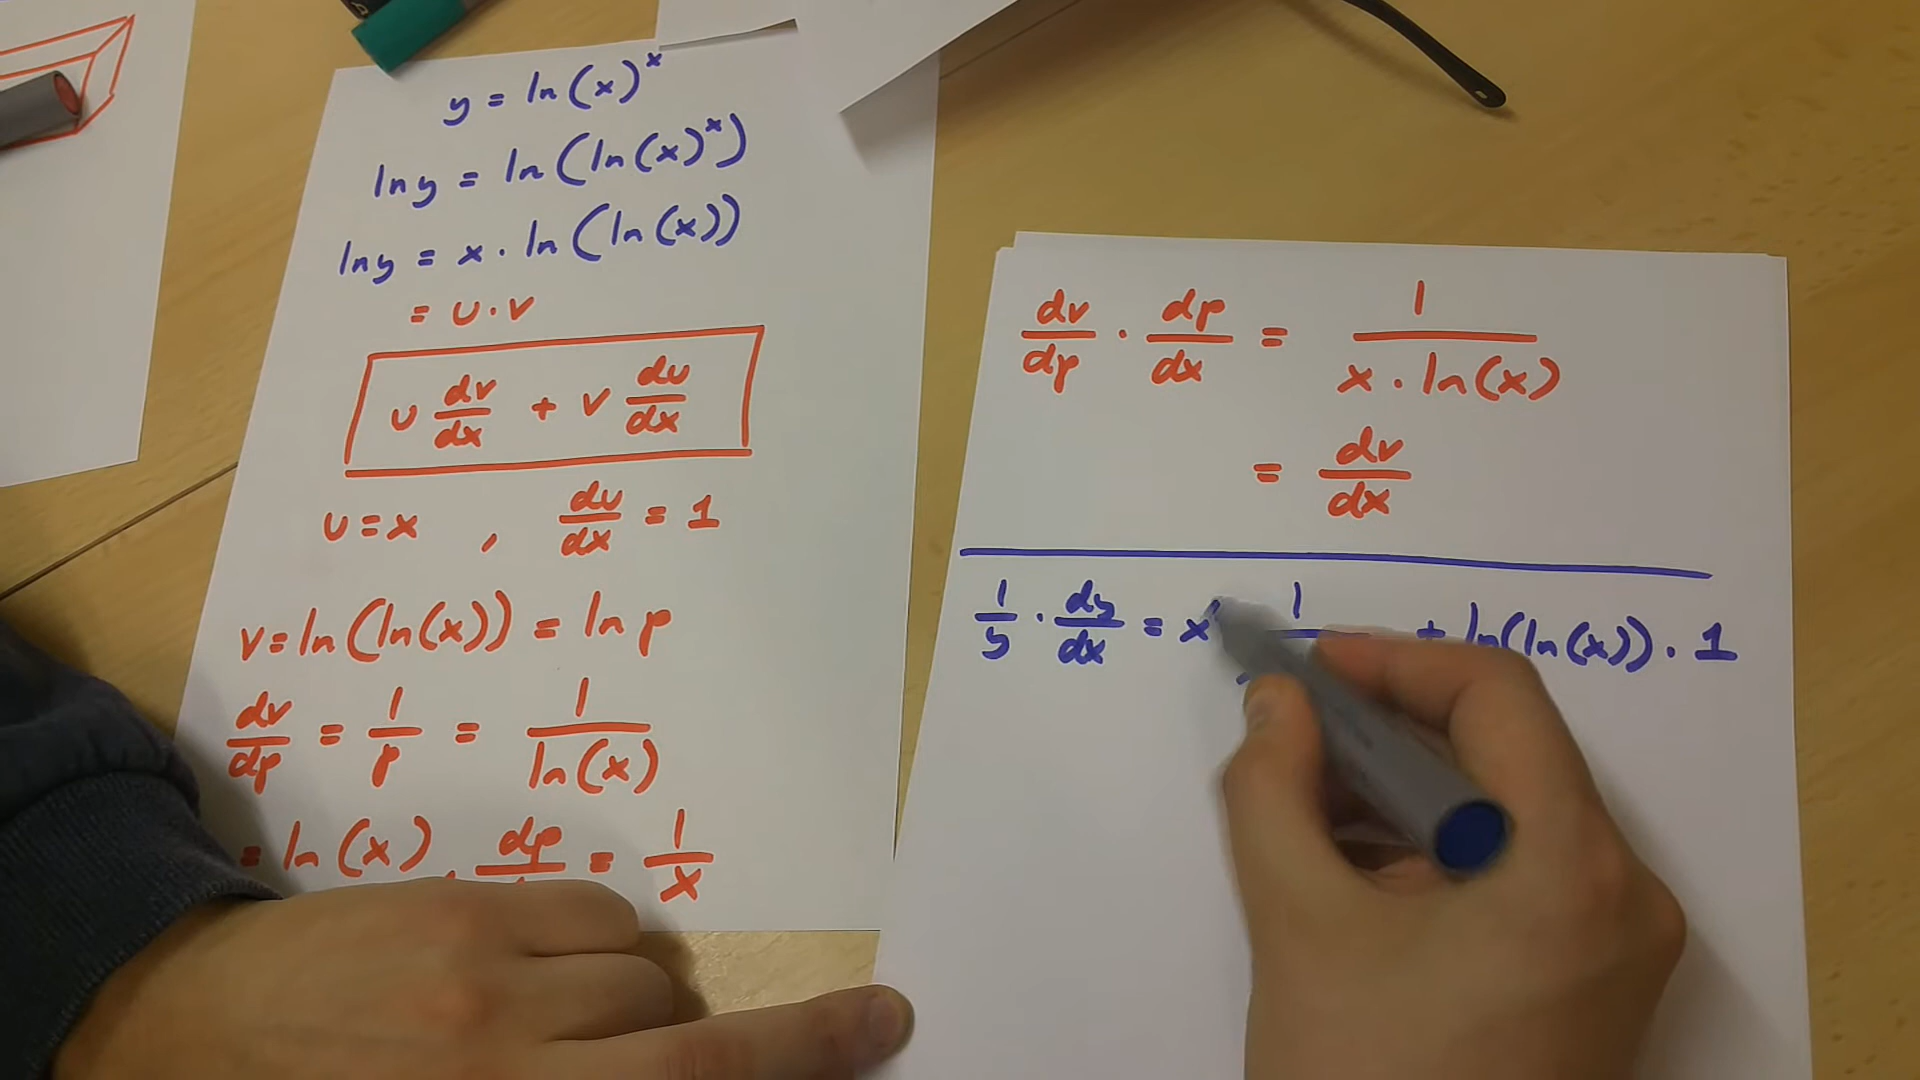 y = ln(x)^x
ln y = ln(ln(x)^x)
ln y = x · ln(ln(x))
= u · v
u dv/dx + v du/dx
u = x , du/dx = 1
v = ln(ln(x)) = ln p
dv/dp = 1/p = 1/ln(x)
= ln(x), dp/ = 1/x
dv/dp · dp/dx = 1/(x · ln(x))
= dv/dx
1/y · dy/dx = x 1/ + ln(ln(x)) · 1